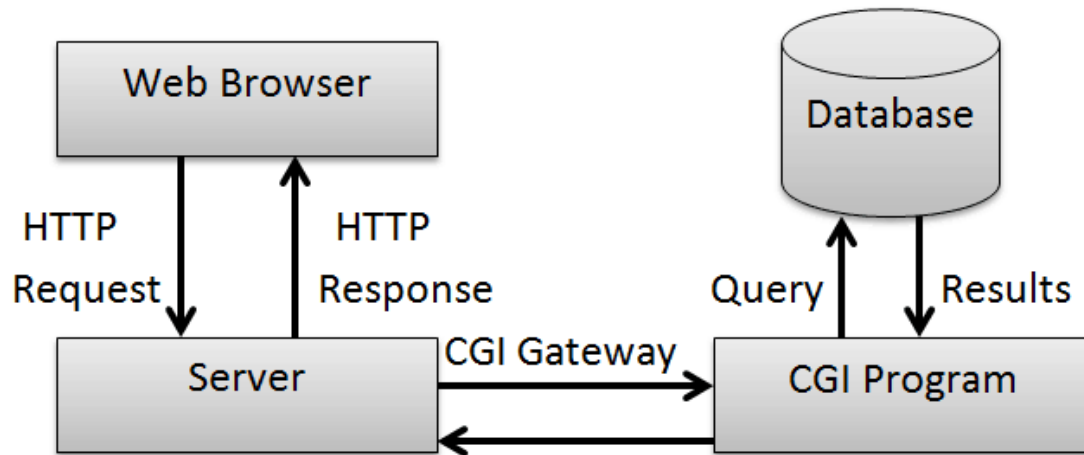 Web Browser
Database
HTTP
Request
HTTP
Response
Query
Results
Server
CGI Gateway
CGI Program